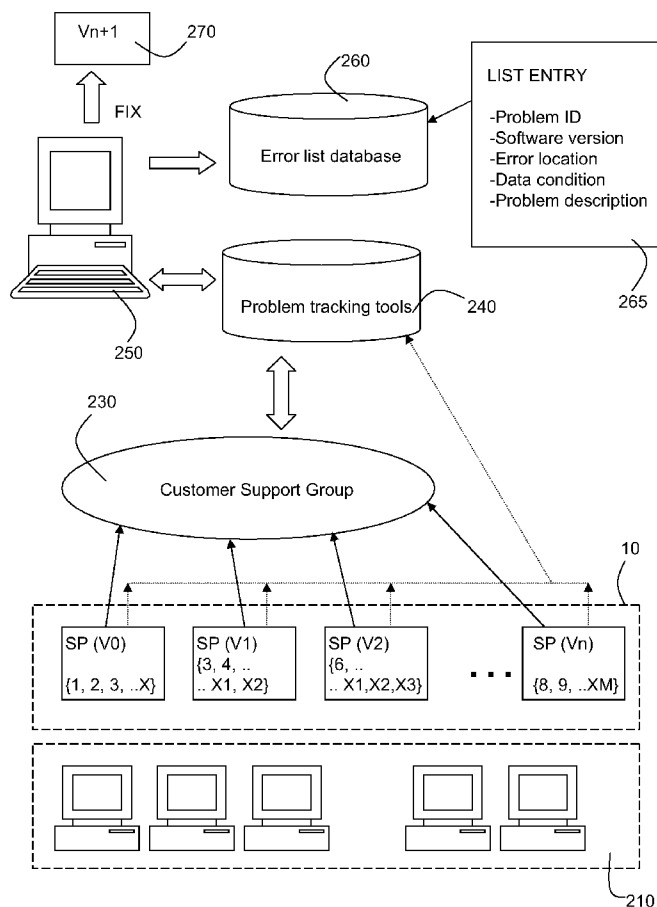 Vn+1
270
FIX
260
Error list database
LIST ENTRY
-Problem ID
-Software version
-Error location
-Data condition
-Problem description
265
Problem tracking tools
240
250
230
Customer Support Group
10
SP (V0)
{1, 2, 3, ..X}
SP (V1)
{3, 4, ..
.. X1, X2}
SP (V2)
{6, ..
.. X1,X2,X3}
. . .
SP (Vn)
{8, 9, ..XM}
210